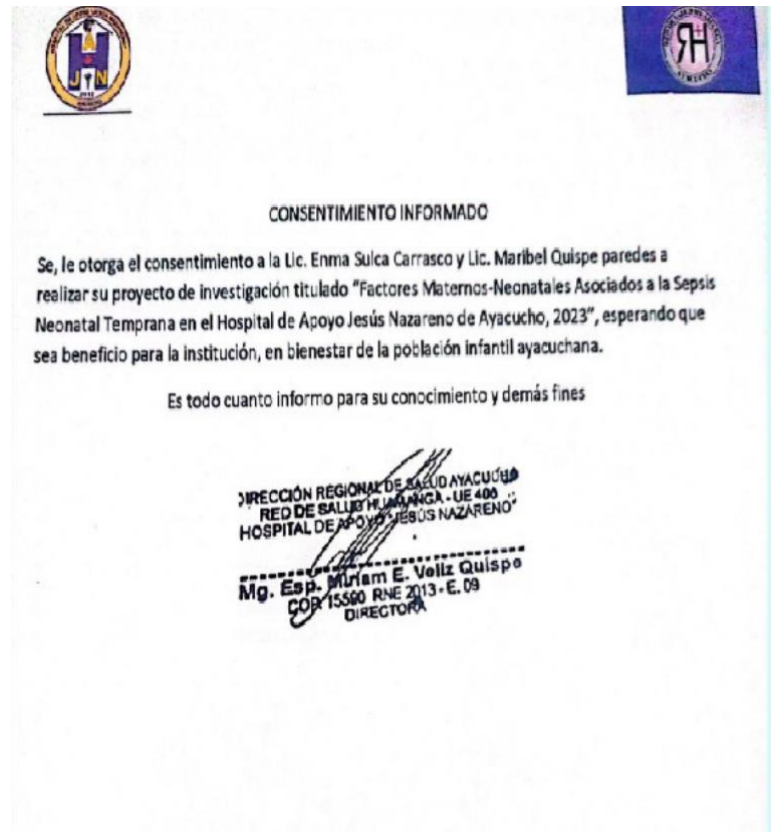 H A N
J N
RH
CONSENTIMIENTO INFORMADO
Se, le otorga el consentimiento a la Lic. Enma Sulca Carrasco y Lic. Maribel Quispe paredes a
realizar su proyecto de investigación titulado “Factores Maternos-Neonatales Asociados a la Sepsis
Neonatal Temprana en el Hospital de Apoyo Jesús Nazareno de Ayacucho, 2023”, esperando que
sea beneficio para la institución, en bienestar de la población infantil ayacuchana.
Es todo cuanto informo para su conocimiento y demás fines
DIRECCIÓN REGIONAL DE SALUD AYACUCHO
RED DE SALUD HUAMANGA - UE 400
HOSPITAL DE APOYO "JESÚS NAZARENO"
Mg. Esp. Miriam E. Veliz Quispe
COP. 15590 RNE 2013 - E. 09
DIRECTORA